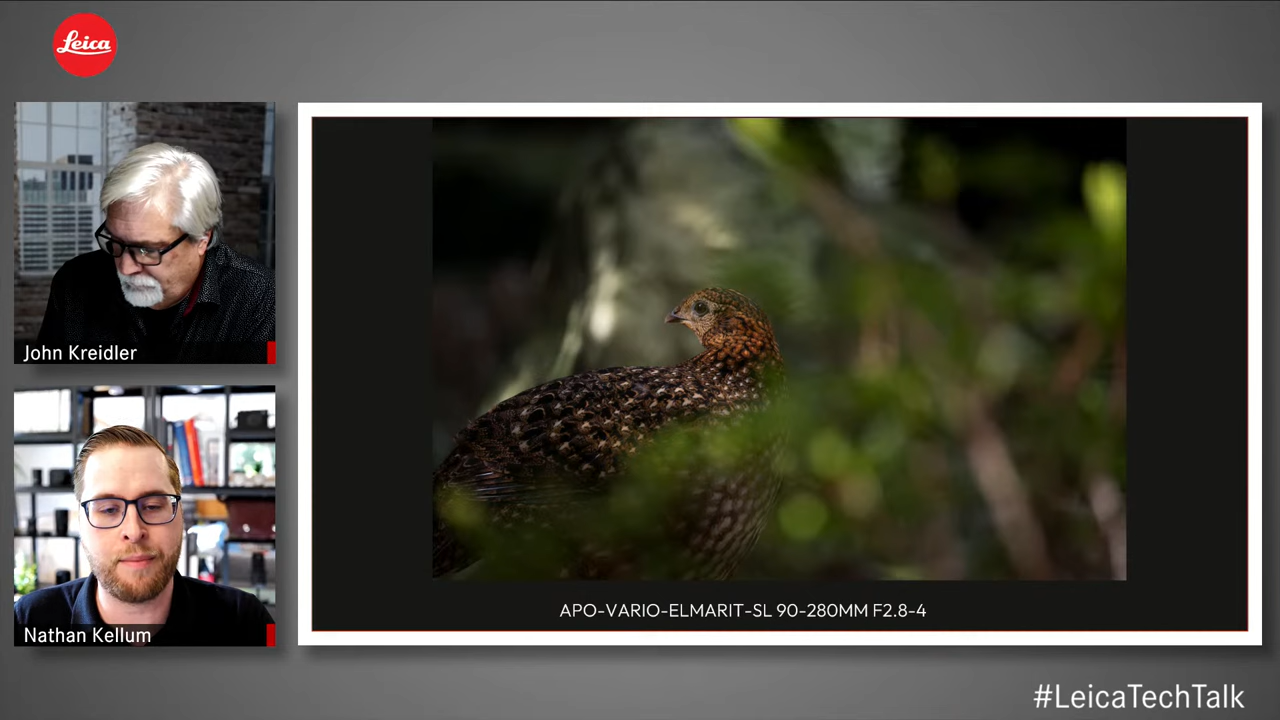 Leica
John Kreidler
Nathan Kellum
APO-VARIO-ELMARIT-SL 90-280MM F2.8-4
#LeicaTechTalk